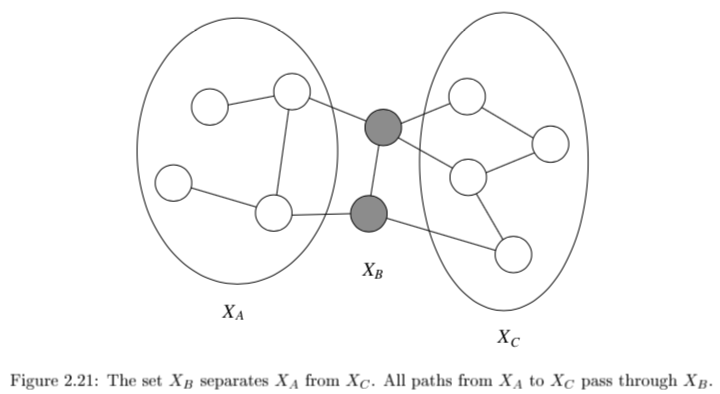 X_B
X_A
X_C
Figure 2.21: The set X_B separates X_A from X_C. All paths from X_A to X_C pass through X_B.